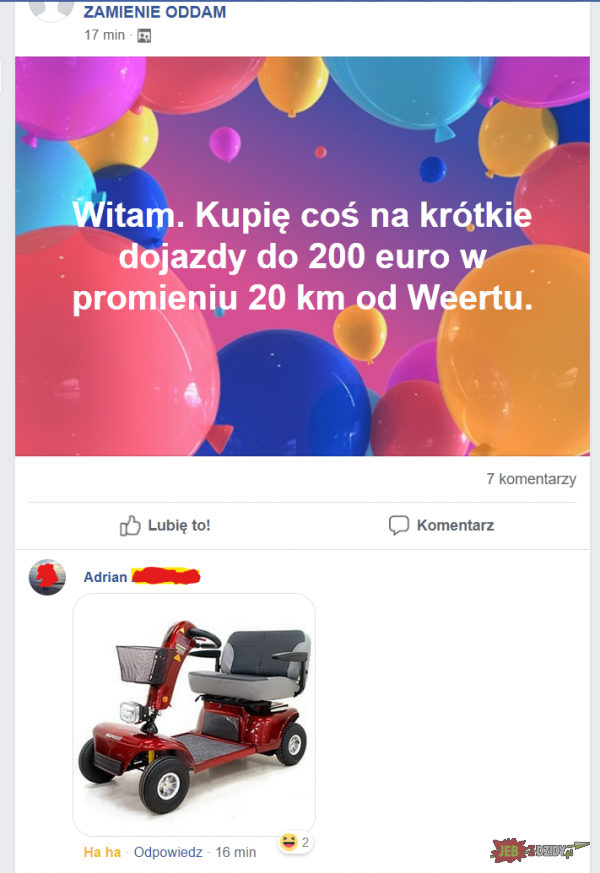 ZAMIENIE ODDAM
17 min ·
Witam. Kupię coś na krótkie
dojazdy do 200 euro w
promieniu 20 km od Weertu.
7 komentarzy
Lubię to!
Komentarz
Adrian
Ha ha · Odpowiedz · 16 min
2
JEBZDZIDY.pl